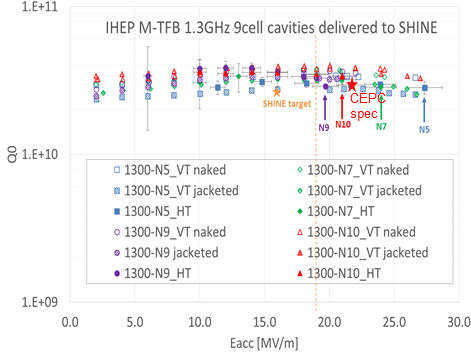 IHEP M-TFB 1.3GHz 9cell cavities delivered to SHINE
1.E+11
1.E+10
1.E+09
Q0
SHINE target
CEPC
spec
N9
N10
N7
N5
1300-N5_VT naked
1300-N7_VT naked
1300-N5_VT jacketed
1300-N7_VT jacketed
1300-N5_HT
1300-N7_HT
1300-N9_VT naked
1300-N10_VT naked
1300-N9 jacketed
1300-N10_VT jacketed
1300-N9_HT
1300-N10_HT
0.0 5.0 10.0 15.0 20.0 25.0 30.0
Eacc [MV/m]